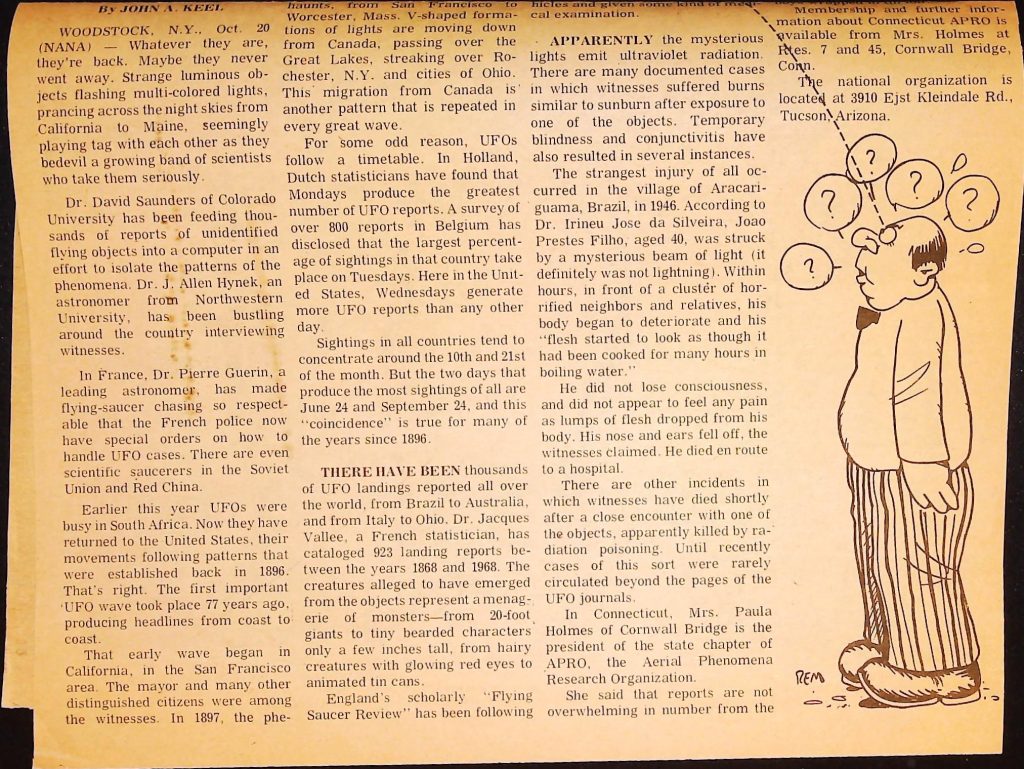 By JOHN A. KEEL
WOODSTOCK, N.Y., Oct. 20
(NANA) — Whatever they are,
they're back. Maybe they never
went away. Strange luminous ob-
jects flashing multi-colored lights,
prancing across the night skies from
California to Maine, seemingly
playing tag with each other as they
bedevil a growing band of scientists
who take them seriously.
Dr. David Saunders of Colorado
University has been feeding thou-
sands of reports of unidentified
flying objects into a computer in an
effort to isolate the patterns of the
phenomena. Dr. J. Allen Hynek, an
astronomer from Northwestern
University, has been bustling
around the country interviewing
witnesses.
In France, Dr. Pierre Guerin, a
leading astronomer, has made
flying-saucer chasing so respect-
able that the French police now
have special orders on how to
handle UFO cases. There are even
scientific saucerers in the Soviet
Union and Red China.
Earlier this year UFOs were
busy in South Africa. Now they have
returned to the United States, their
movements following patterns that
were established back in 1896.
That's right. The first important
UFO wave took place 77 years ago,
producing headlines from coast to
coast.
That early wave began in
California, in the San Francisco
area. The mayor and many other
distinguished citizens were among
the witnesses. In 1897, the phe-
haunts, from San Francisco to
Worcester, Mass. V-shaped forma-
tions of lights are moving down
from Canada, passing over the
Great Lakes, streaking over Ro-
chester, N.Y. and cities of Ohio.
This migration from Canada is
another pattern that is repeated in
every great wave.
For some odd reason, UFOs
follow a timetable. In Holland,
Dutch statisticians have found that
Mondays produce the greatest
number of UFO reports. A survey of
over 800 reports in Belgium has
disclosed that the largest percent-
age of sightings in that country take
place on Tuesdays. Here in the Unit-
ed States, Wednesdays generate
more UFO reports than any other
day.
Sightings in all countries tend to
concentrate around the 10th and 21st
of the month. But the two days that
produce the most sightings of all are
June 24 and September 24, and this
"coincidence" is true for many of
the years since 1896.
THERE HAVE BEEN thousands
of UFO landings reported all over
the world, from Brazil to Australia,
and from Italy to Ohio. Dr. Jacques
Vallee, a French statistician, has
cataloged 923 landing reports be-
tween the years 1868 and 1968. The
creatures alleged to have emerged
from the objects represent a menag-
erie of monsters—from 20-foot
giants to tiny bearded characters
only a few inches tall, from hairy
creatures with glowing red eyes to
animated tin cans.
England's scholarly "Flying
Saucer Review" has been following
hicles and given some kind of medi-
cal examination.
APPARENTLY the mysterious
lights emit ultraviolet radiation.
There are many documented cases
in which witnesses suffered burns
similar to sunburn after exposure to
one of the objects. Temporary
blindness and conjunctivitis have
also resulted in several instances.
The strangest injury of all oc-
curred in the village of Aracari-
guama, Brazil, in 1946. According to
Dr. Irineu Jose da Silveira, Joao
Prestes Filho, aged 40, was struck
by a mysterious beam of light (it
definitely was not lightning). Within
hours, in front of a cluster of hor-
rified neighbors and relatives, his
body began to deteriorate and his
"flesh started to look as though it
had been cooked for many hours in
boiling water."
He did not lose consciousness,
and did not appear to feel any pain
as lumps of flesh dropped from his
body. His nose and ears fell off, the
witnesses claimed. He died en route
to a hospital.
There are other incidents in
which witnesses have died shortly
after a close encounter with one of
the objects, apparently killed by ra-
diation poisoning. Until recently
cases of this sort were rarely
circulated beyond the pages of the
UFO journals.
In Connecticut, Mrs. Paula
Holmes of Cornwall Bridge is the
president of the state chapter of
APRO, the Aerial Phenomena
Research Organization.
She said that reports are not
overwhelming in number from the
Membership and further infor-
mation about Connecticut APRO is
available from Mrs. Holmes at
Rtes. 7 and 45, Cornwall Bridge,
Conn.
The national organization is
located at 3910 Ejst Kleindale Rd.,
Tucson, Arizona.
?
?
?
?
?
REM